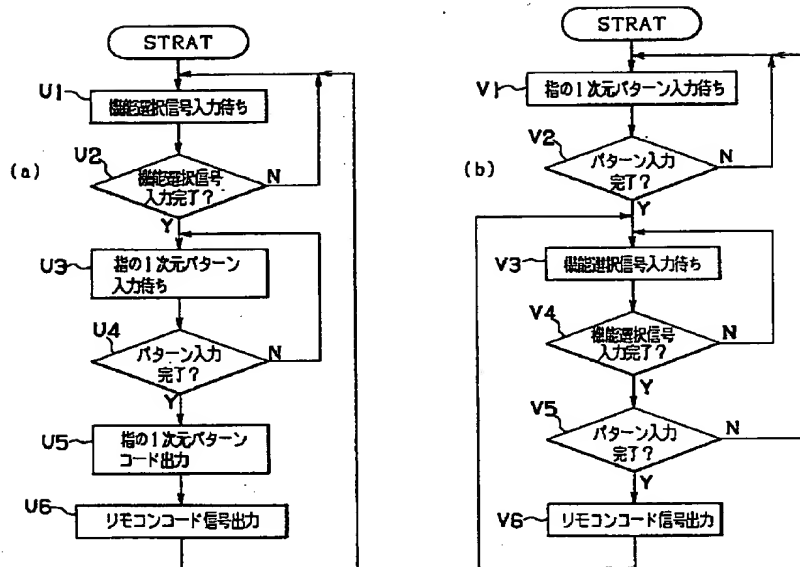 (a)
STRAT
U1
機能選択信号入力待ち
U2
機能選択信号
入力完了?
N
Y
U3
指の1次元パターン
入力待ち
U4
パターン入力
完了?
N
Y
U5
指の1次元パターン
コード出力
U6
リモコンコード信号出力
(b)
STRAT
V1
指の1次元パターン入力待ち
V2
パターン入力
完了?
N
Y
V3
機能選択信号入力待ち
V4
機能選択信号
入力完了?
N
Y
V5
パターン入力
完了?
N
Y
V6
リモコンコード信号出力